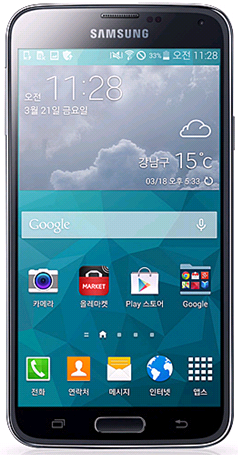 SAMSUNG
33% 오전 11:28
오전 11:28
3월 21일 금요일
강남구 15°c
03/18 오후 5:33
Google
카메라
MARKET
올레마켓
Play 스토어
Google
전화
연락처
메시지
인터넷
앱스